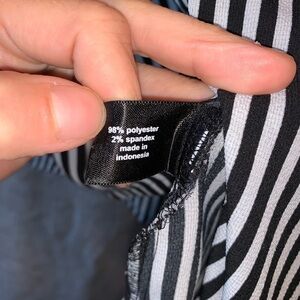 98% polyester
2% spandex
made in
indonesia